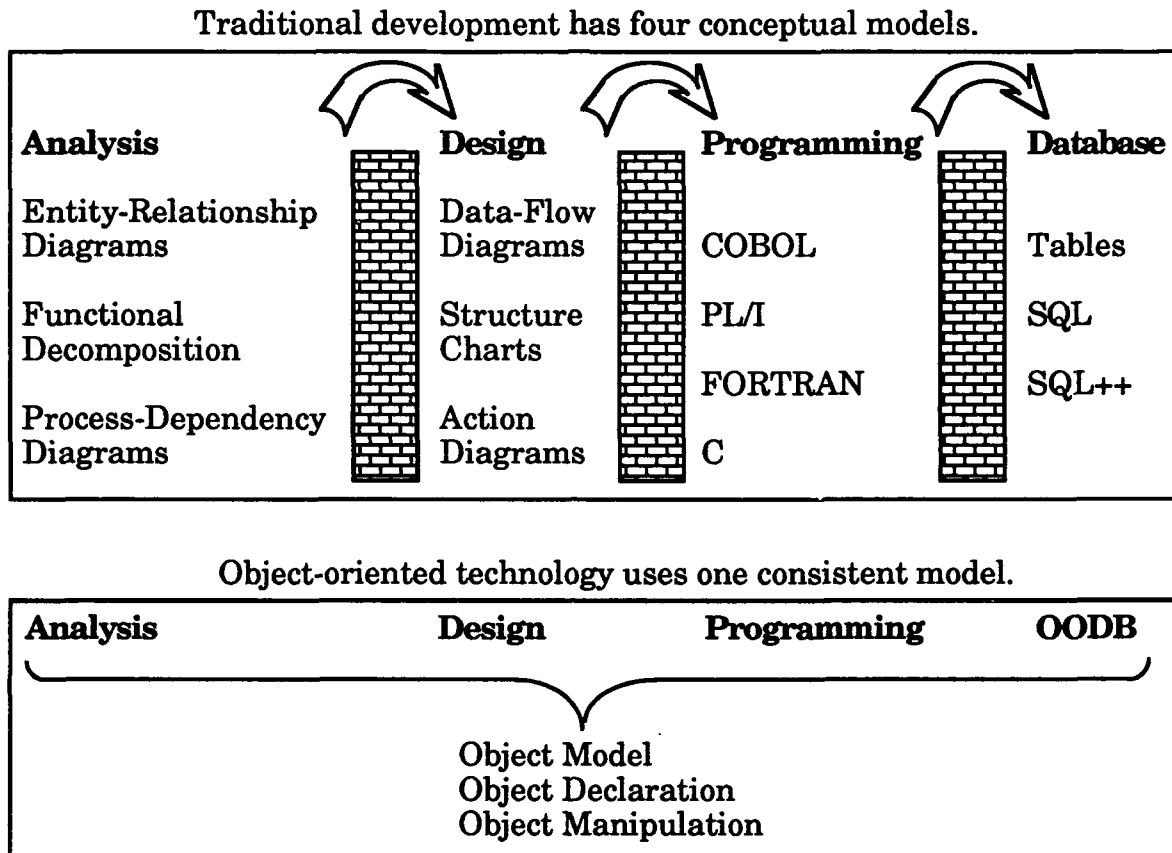 Traditional development has four conceptual models.
Analysis
Design
Programming
Database
Entity-Relationship
Diagrams
Functional
Decomposition
Process-Dependency
Diagrams
Data-Flow
Diagrams
Structure
Charts
Action
Diagrams
COBOL
PL/I
FORTRAN
C
Tables
SQL
SQL++
Object-oriented technology uses one consistent model.
Analysis
Design
Programming
OODB
Object Model
Object Declaration
Object Manipulation